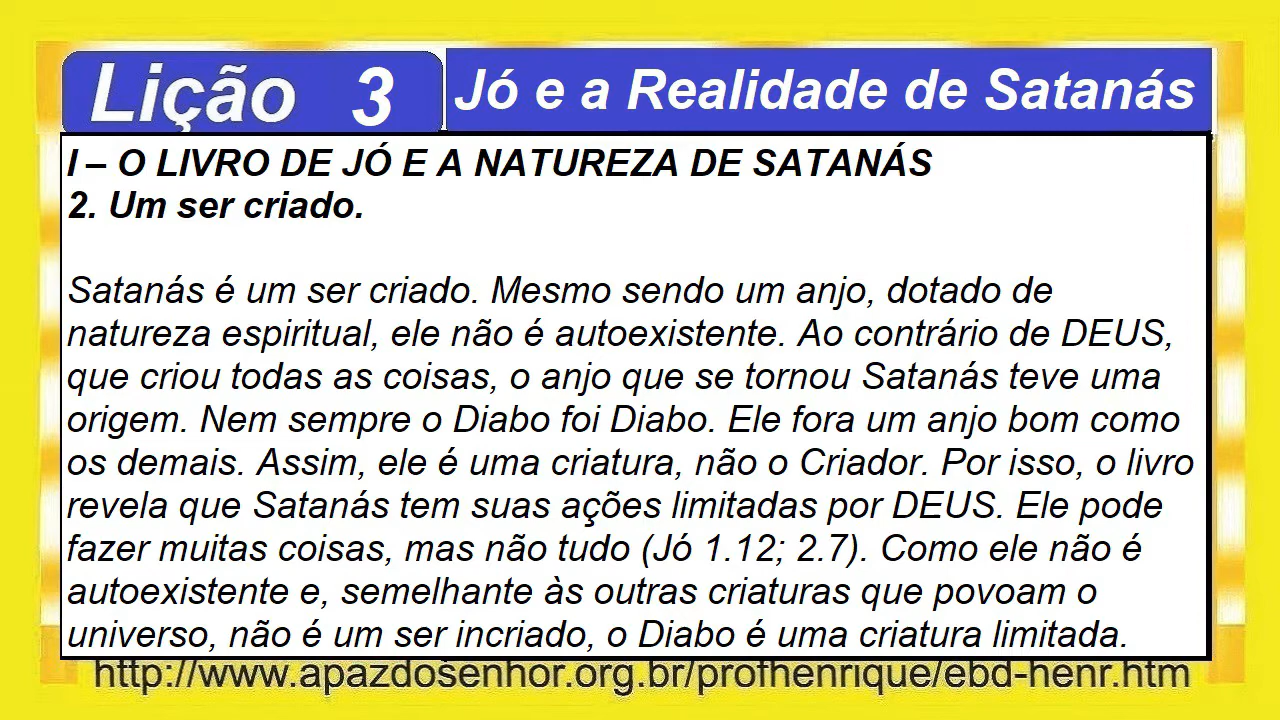 Lição 3 Jó e a Realidade de Satanás
I – O LIVRO DE JÓ E A NATUREZA DE SATANÁS
2. Um ser criado.
Satanás é um ser criado. Mesmo sendo um anjo, dotado de
natureza espiritual, ele não é autoexistente. Ao contrário de DEUS,
que criou todas as coisas, o anjo que se tornou Satanás teve uma
origem. Nem sempre o Diabo foi Diabo. Ele fora um anjo bom como
os demais. Assim, ele é uma criatura, não o Criador. Por isso, o livro
revela que Satanás tem suas ações limitadas por DEUS. Ele pode
fazer muitas coisas, mas não tudo (Jó 1.12; 2.7). Como ele não é
autoexistente e, semelhante às outras criaturas que povoam o
universo, não é um ser incriado, o Diabo é uma criatura limitada.
http://www.apazdosenhor.org.br/profhenrique/ebd-henr.htm